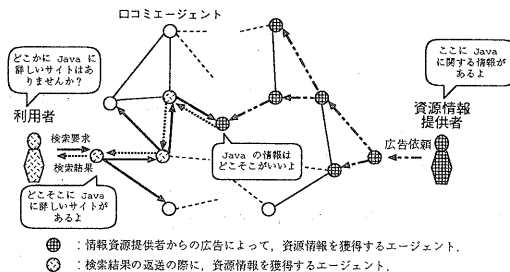 口コミエージェント
どこかに Java に
詳しいサイトはあ
りませんか？
利用者
検索要求
検索結果
どこそこに Java
に詳しいサイトが
あるよ
Java の情報は
どこそこがいいよ
ここに Java
に関する情報が
あるよ
資源情報
提供者
広告依頼
：情報資源提供者からの広告によって，資源情報を獲得するエージェント．
：検索結果の返送の際に，資源情報を獲得するエージェント．